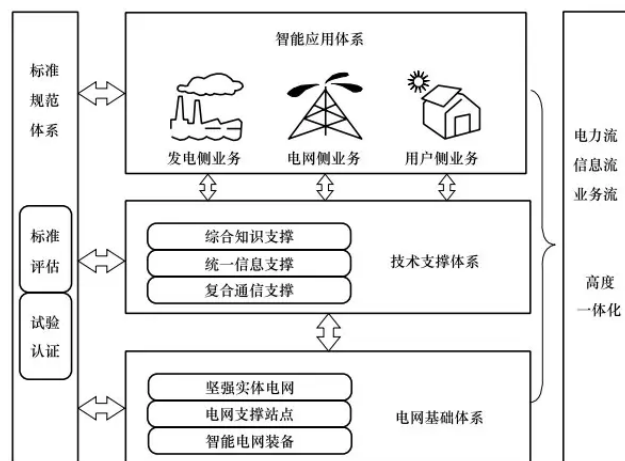 标准
规范
体系
标准
评估
试验
认证
智能应用体系
发电侧业务
电网侧业务
用户侧业务
综合知识支撑
统一信息支撑
复合通信支撑
技术支撑体系
坚强实体电网
电网支撑站点
智能电网装备
电网基础体系
电力流
信息流
业务流
高度
一体化